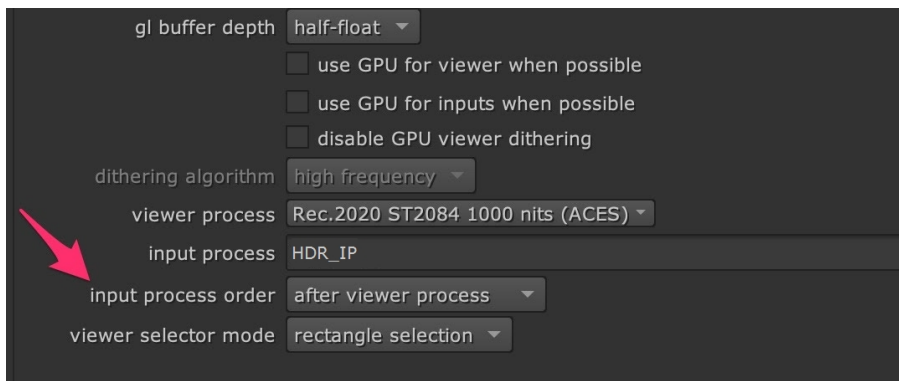 gl buffer depth half-float
use GPU for viewer when possible
use GPU for inputs when possible
disable GPU viewer dithering
dithering algorithm high frequency
viewer process Rec.2020 ST2084 1000 nits (ACES)
input process HDR_IP
input process order after viewer process
viewer selector mode rectangle selection